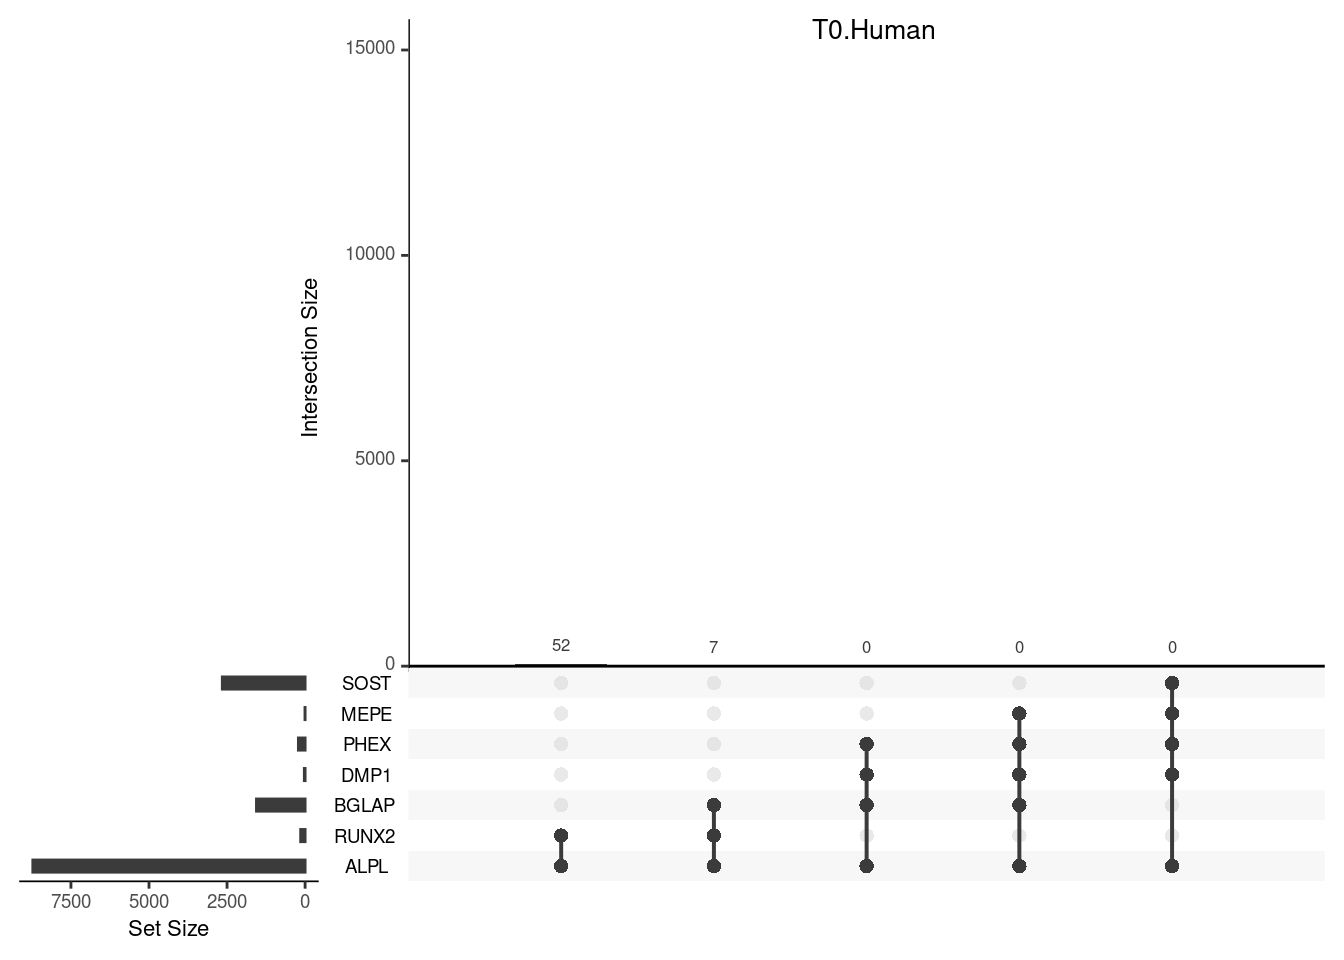 T0.Human
15000
10000
5000
0
Intersection Size
52 7 0 0 0
SOST
MEPE
PHEX
DMP1
BGLAP
RUNX2
ALPL
7500 5000 2500 0
Set Size